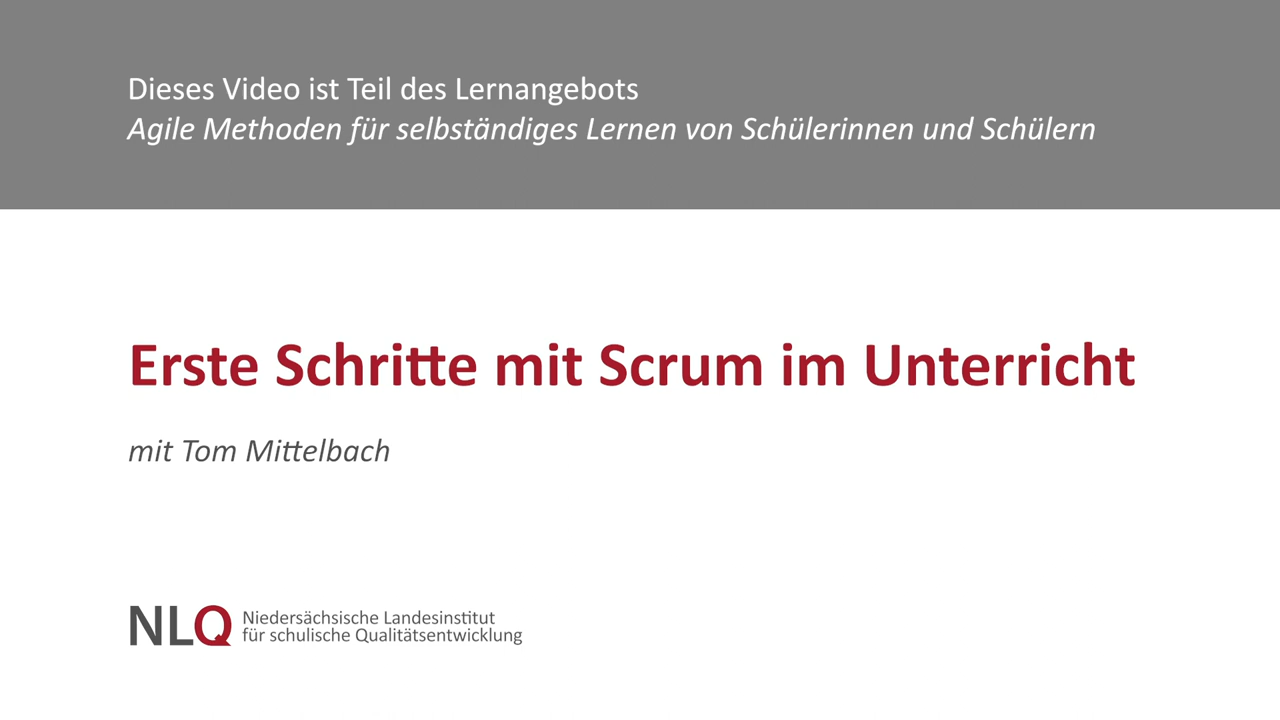 Dieses Video ist Teil des Lernangebots
Agile Methoden für selbständiges Lernen von Schülerinnen und Schülern
Erste Schritte mit Scrum im Unterricht
mit Tom Mittelbach
NLQ
Niedersächsische Landesinstitut
für schulische Qualitätsentwicklung